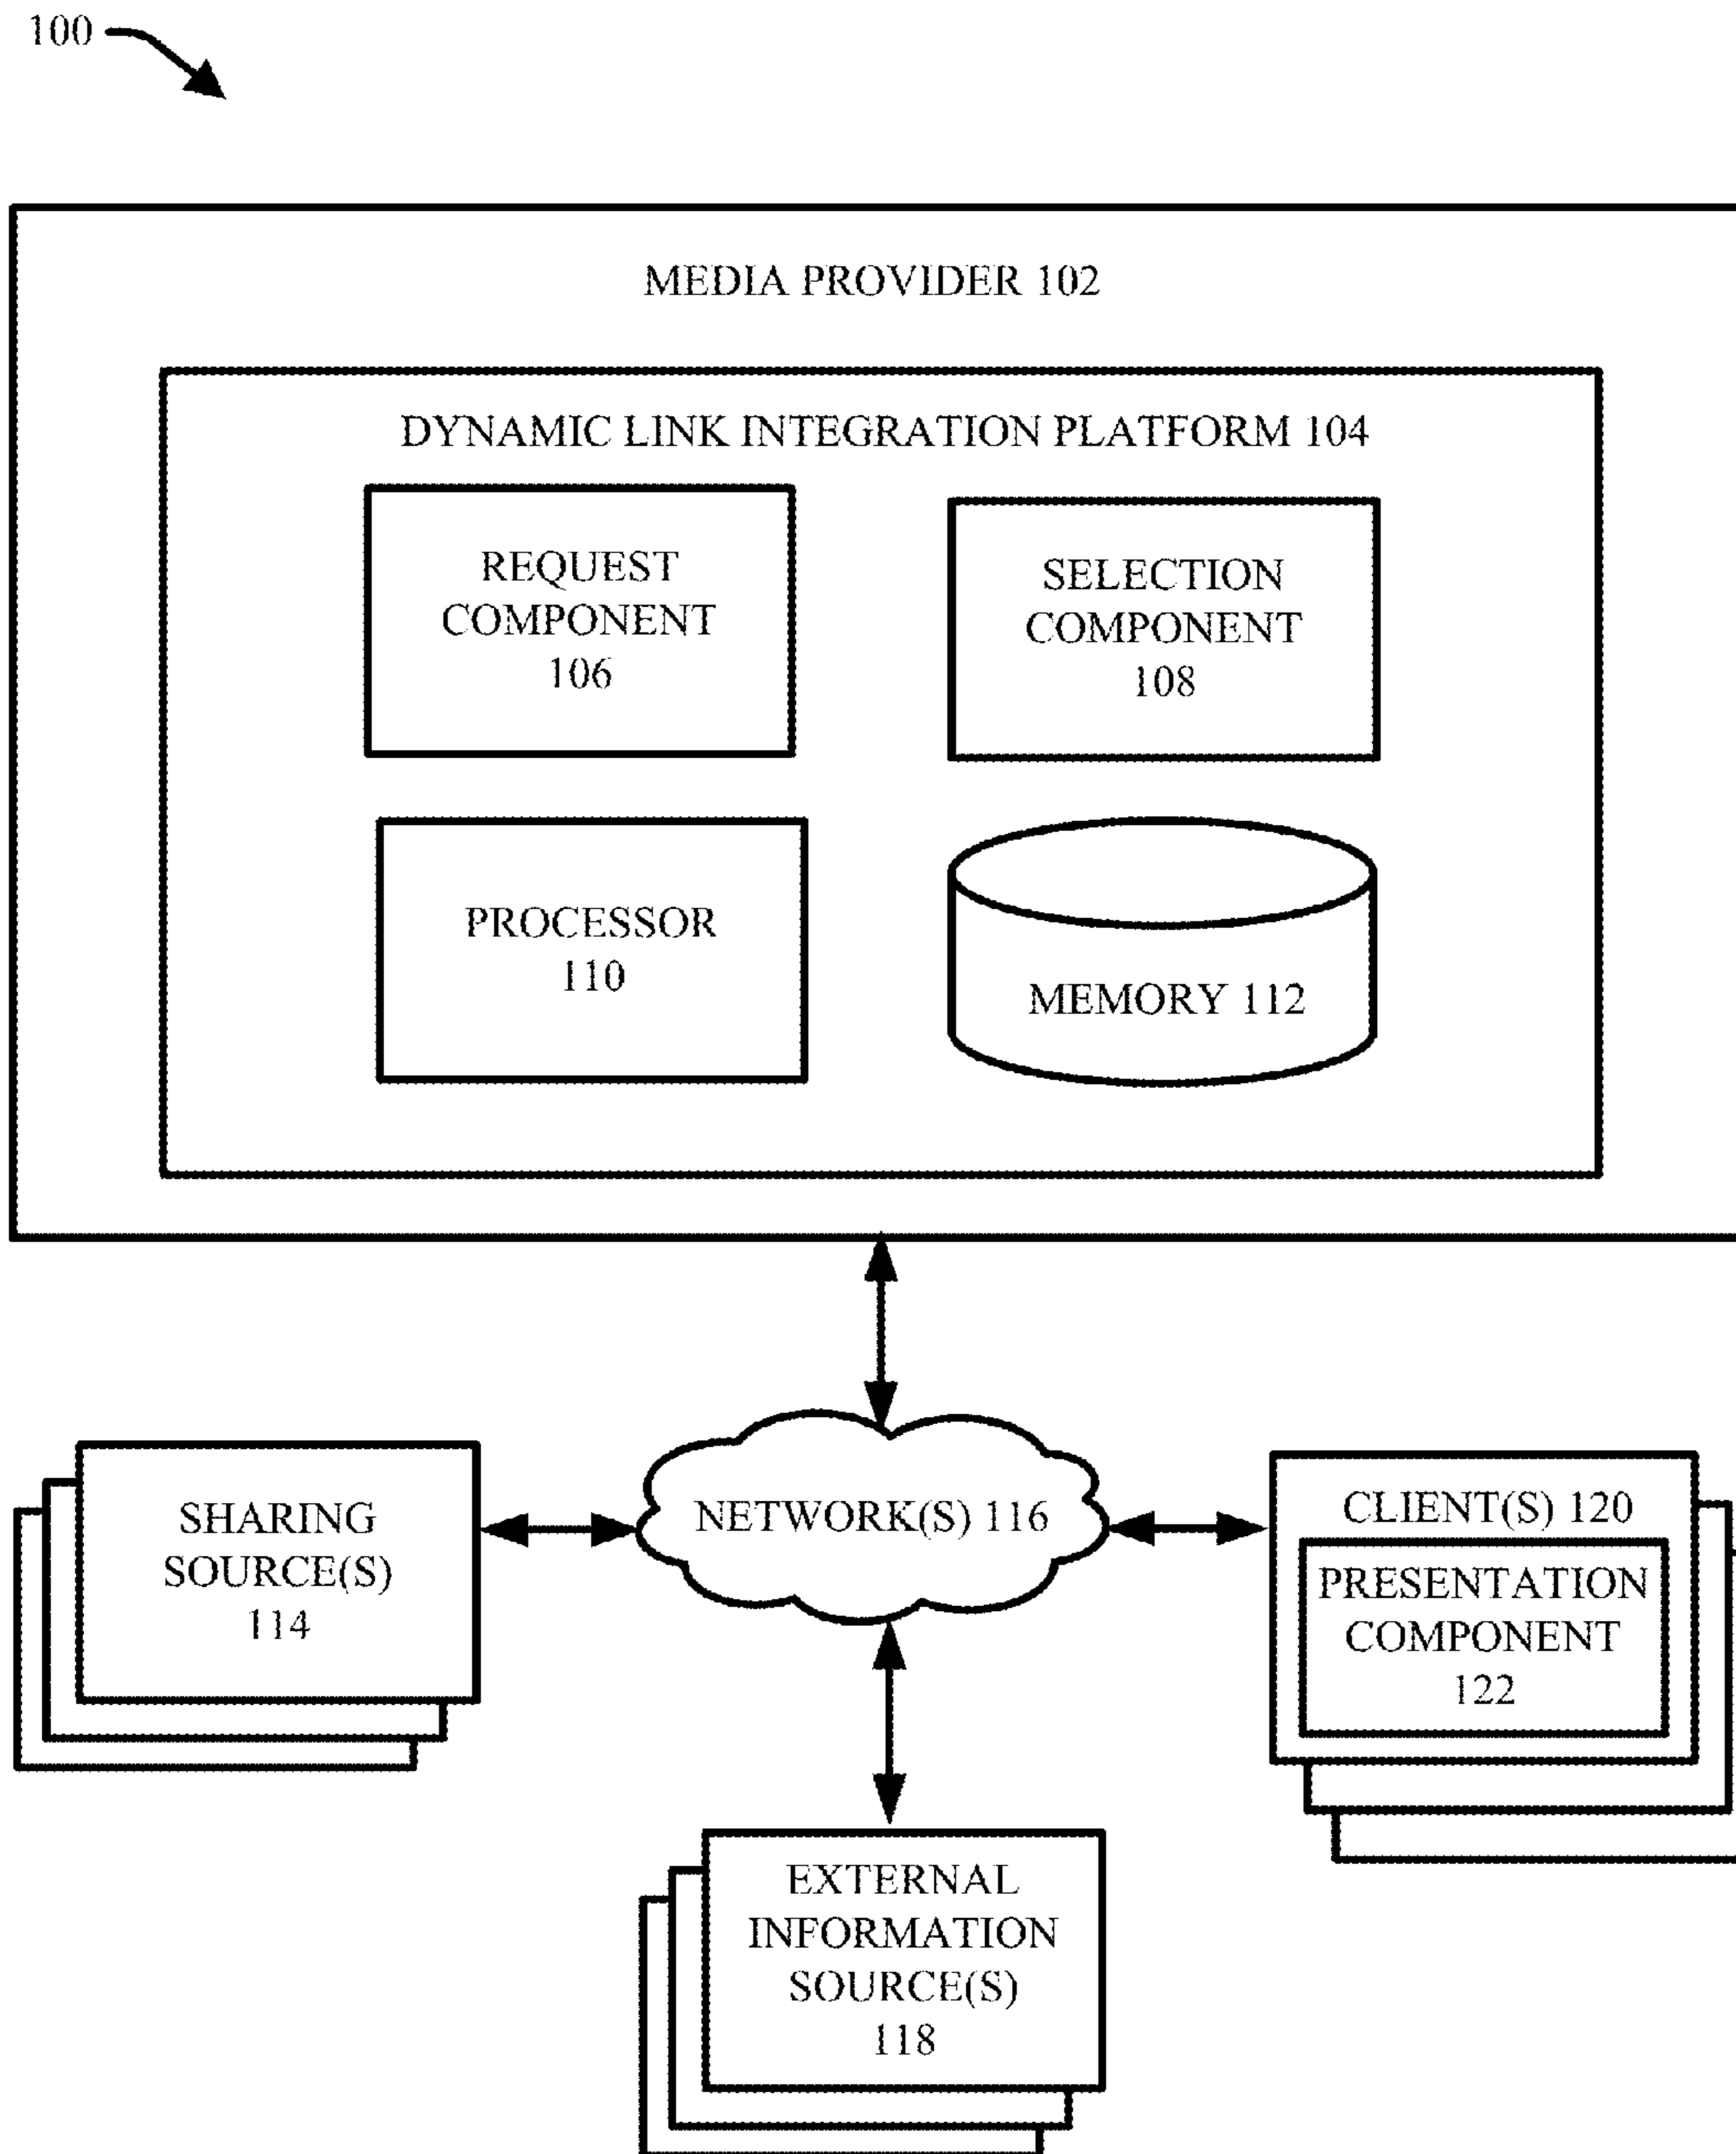 100
MEDIA PROVIDER 102
DYNAMIC LINK INTEGRATION PLATFORM 104
REQUEST
COMPONENT
106
SELECTION
COMPONENT
108
PROCESSOR
110
MEMORY 112
SHARING
SOURCE(S)
114
NETWORK(S) 116
CLIENT(S) 120
PRESENTATION
COMPONENT
122
EXTERNAL
INFORMATION
SOURCE(S)
118